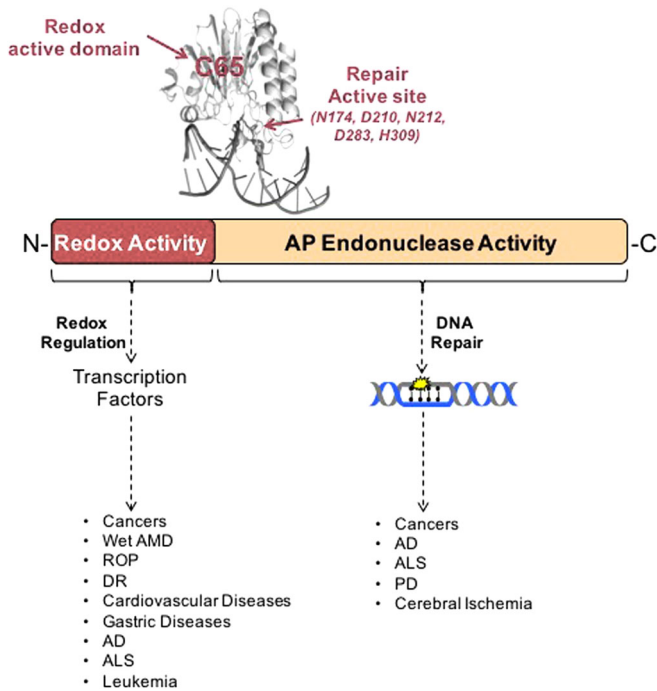 Redox
active domain
C65
Repair
Active site
(N174, D210, N212,
D283, H309)
N-
Redox Activity
AP Endonuclease Activity
-C
Redox
Regulation
DNA
Repair
Transcription
Factors
• Cancers
• Wet AMD
• ROP
• DR
• Cardiovascular Diseases
• Gastric Diseases
• AD
• ALS
• Leukemia
• Cancers
• AD
• ALS
• PD
• Cerebral Ischemia